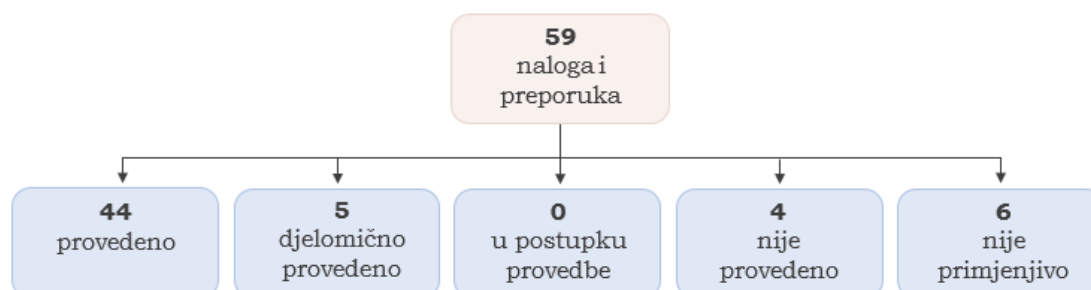 59
naloga i
preporuka
44
provedeno
5
djelomično
provedeno
0
u postupku
provedbe
4
nije
provedeno
6
nije
primjenjivo